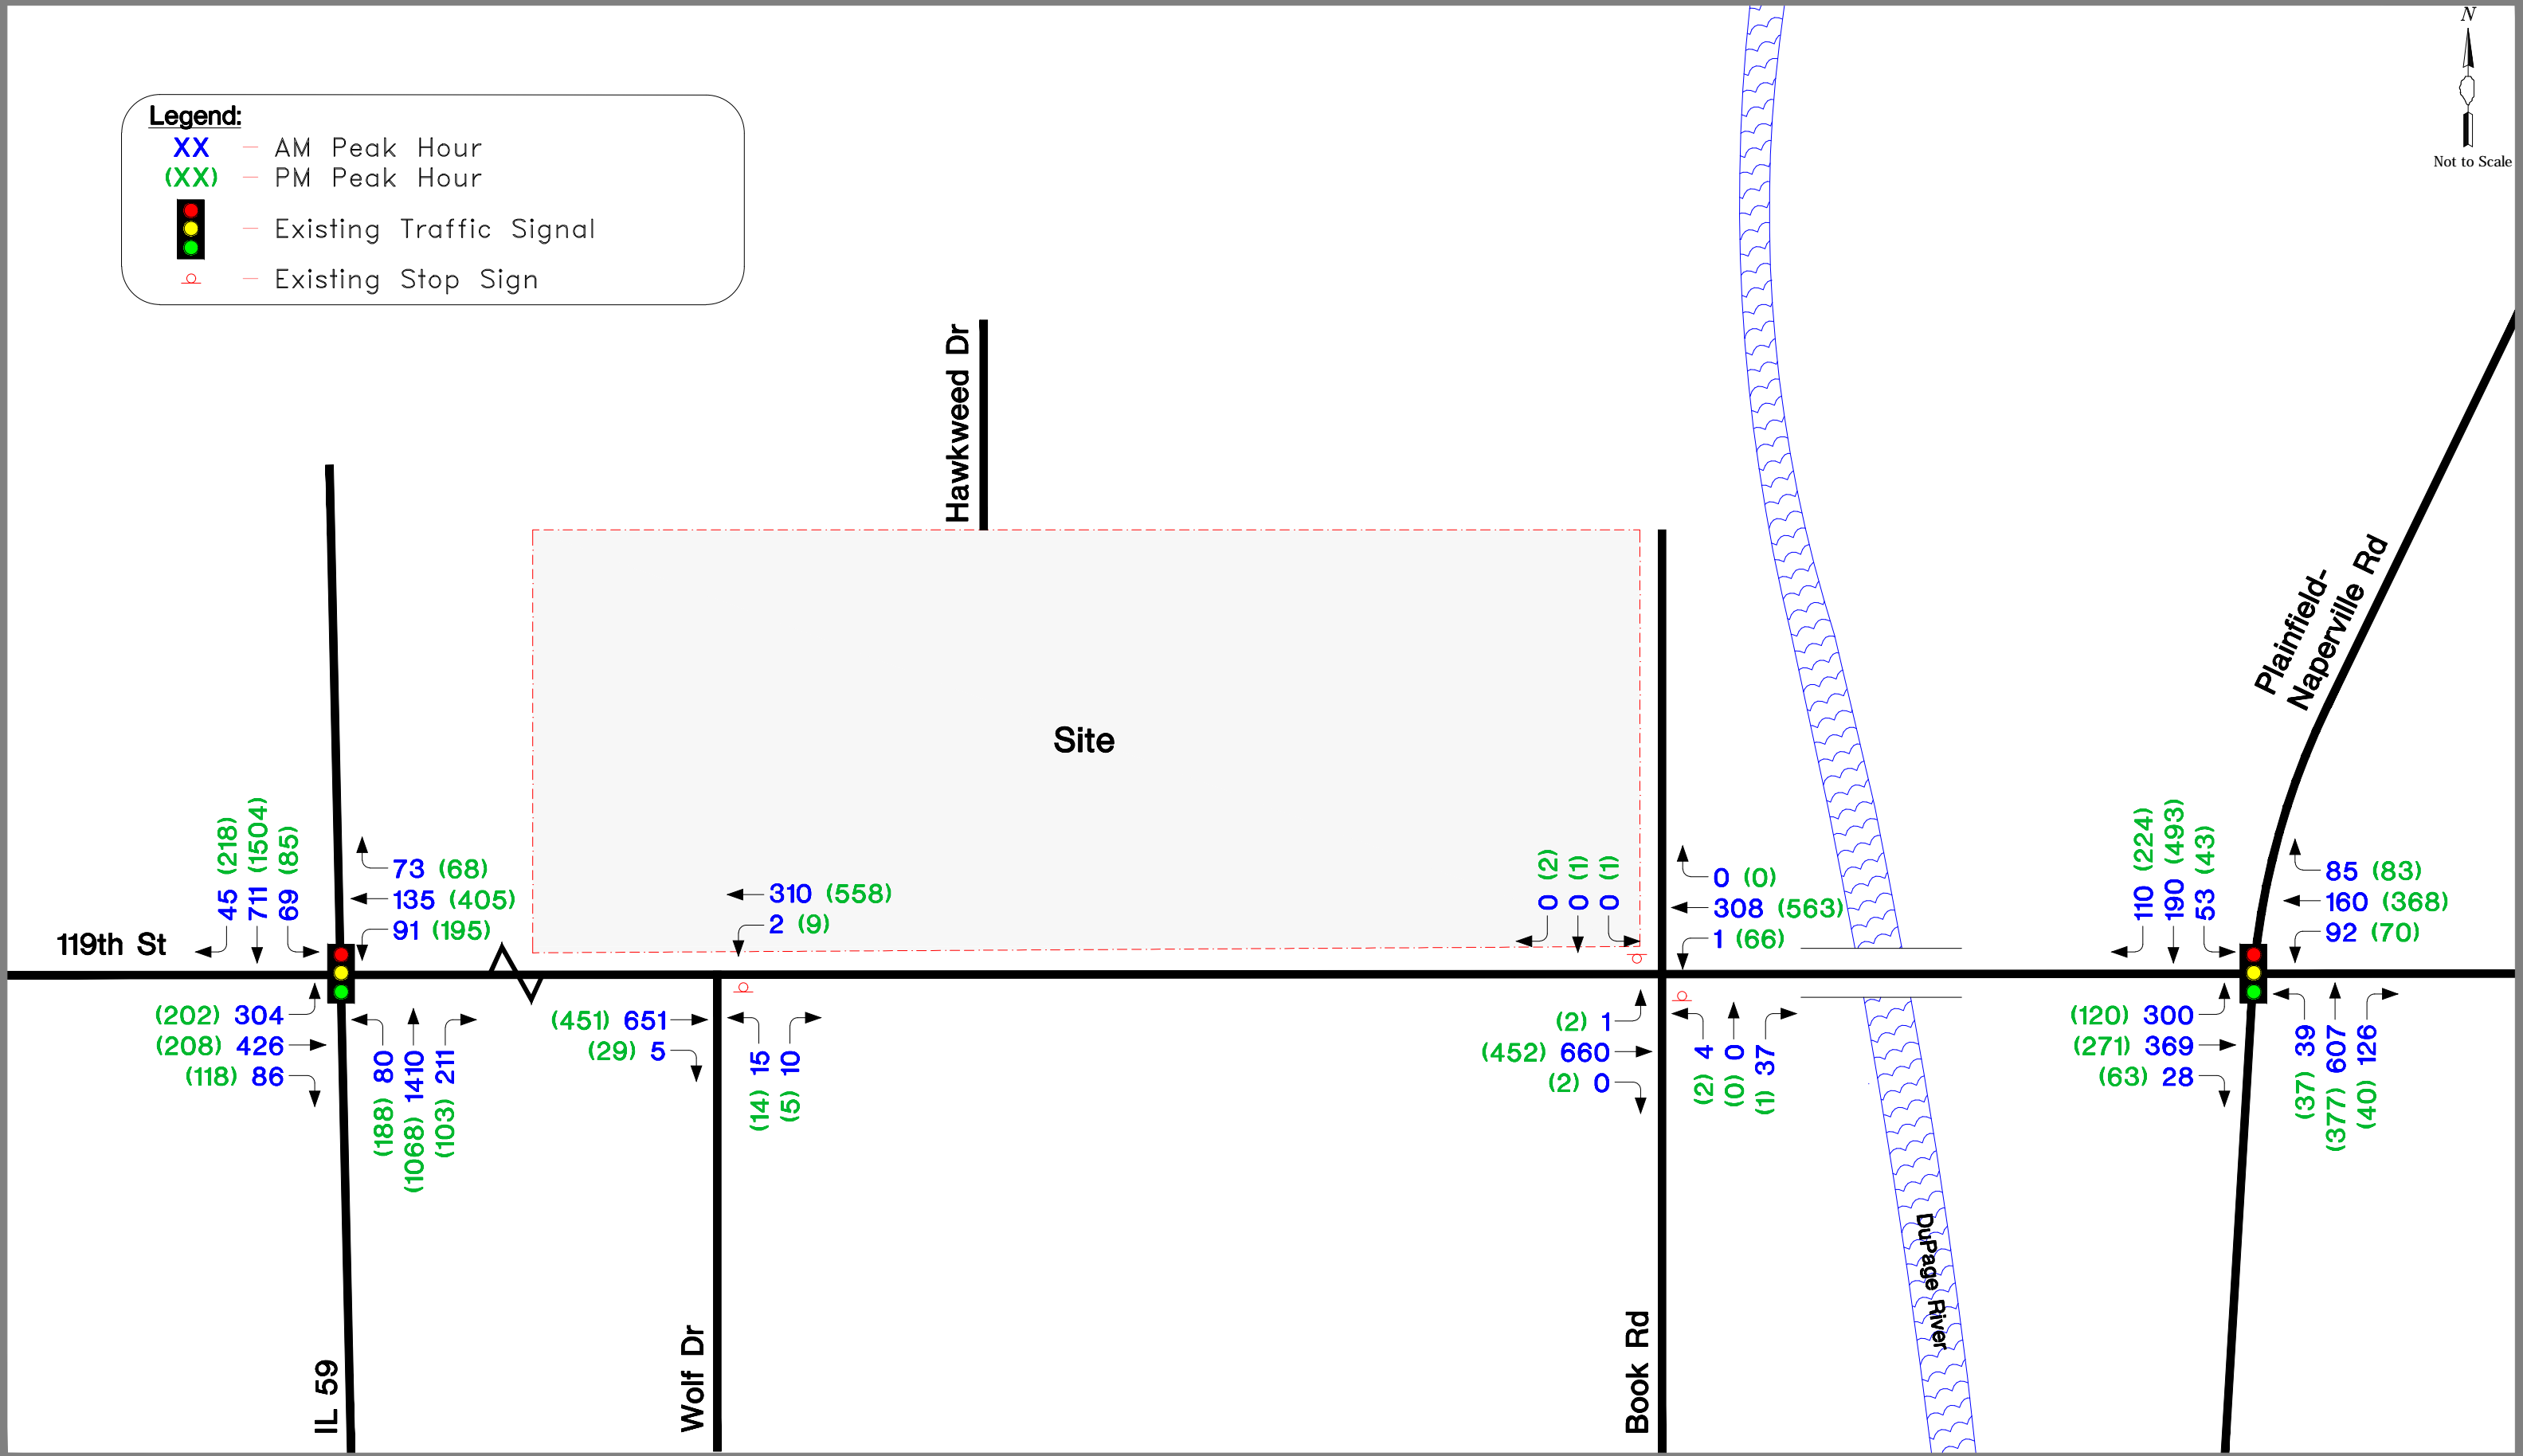 N
Not to Scale
Legend:
XX – AM Peak Hour
(XX) – PM Peak Hour
– Existing Traffic Signal
– Existing Stop Sign
Hawkweed Dr
Plainfield-
Naperville Rd
Site
119th St
45 (218)
711 (1504)
69 (85)
73 (68)
135 (405)
91 (195)
(202) 304
(208) 426
(118) 86
(188) 80
(1068) 1410
(103) 211
310 (558)
2 (9)
(451) 651
(29) 5
(14) 15
(5) 10
0 (2)
0 (1)
0 (1)
0 (0)
308 (563)
1 (66)
(2) 1
(452) 660
(2) 0
(2) 4
(0) 0
(1) 37
110 (224)
190 (493)
53 (43)
85 (83)
160 (368)
92 (70)
(120) 300
(271) 369
(63) 28
(37) 39
(377) 607
(40) 126
IL 59
Wolf Dr
Book Rd
DuPage River